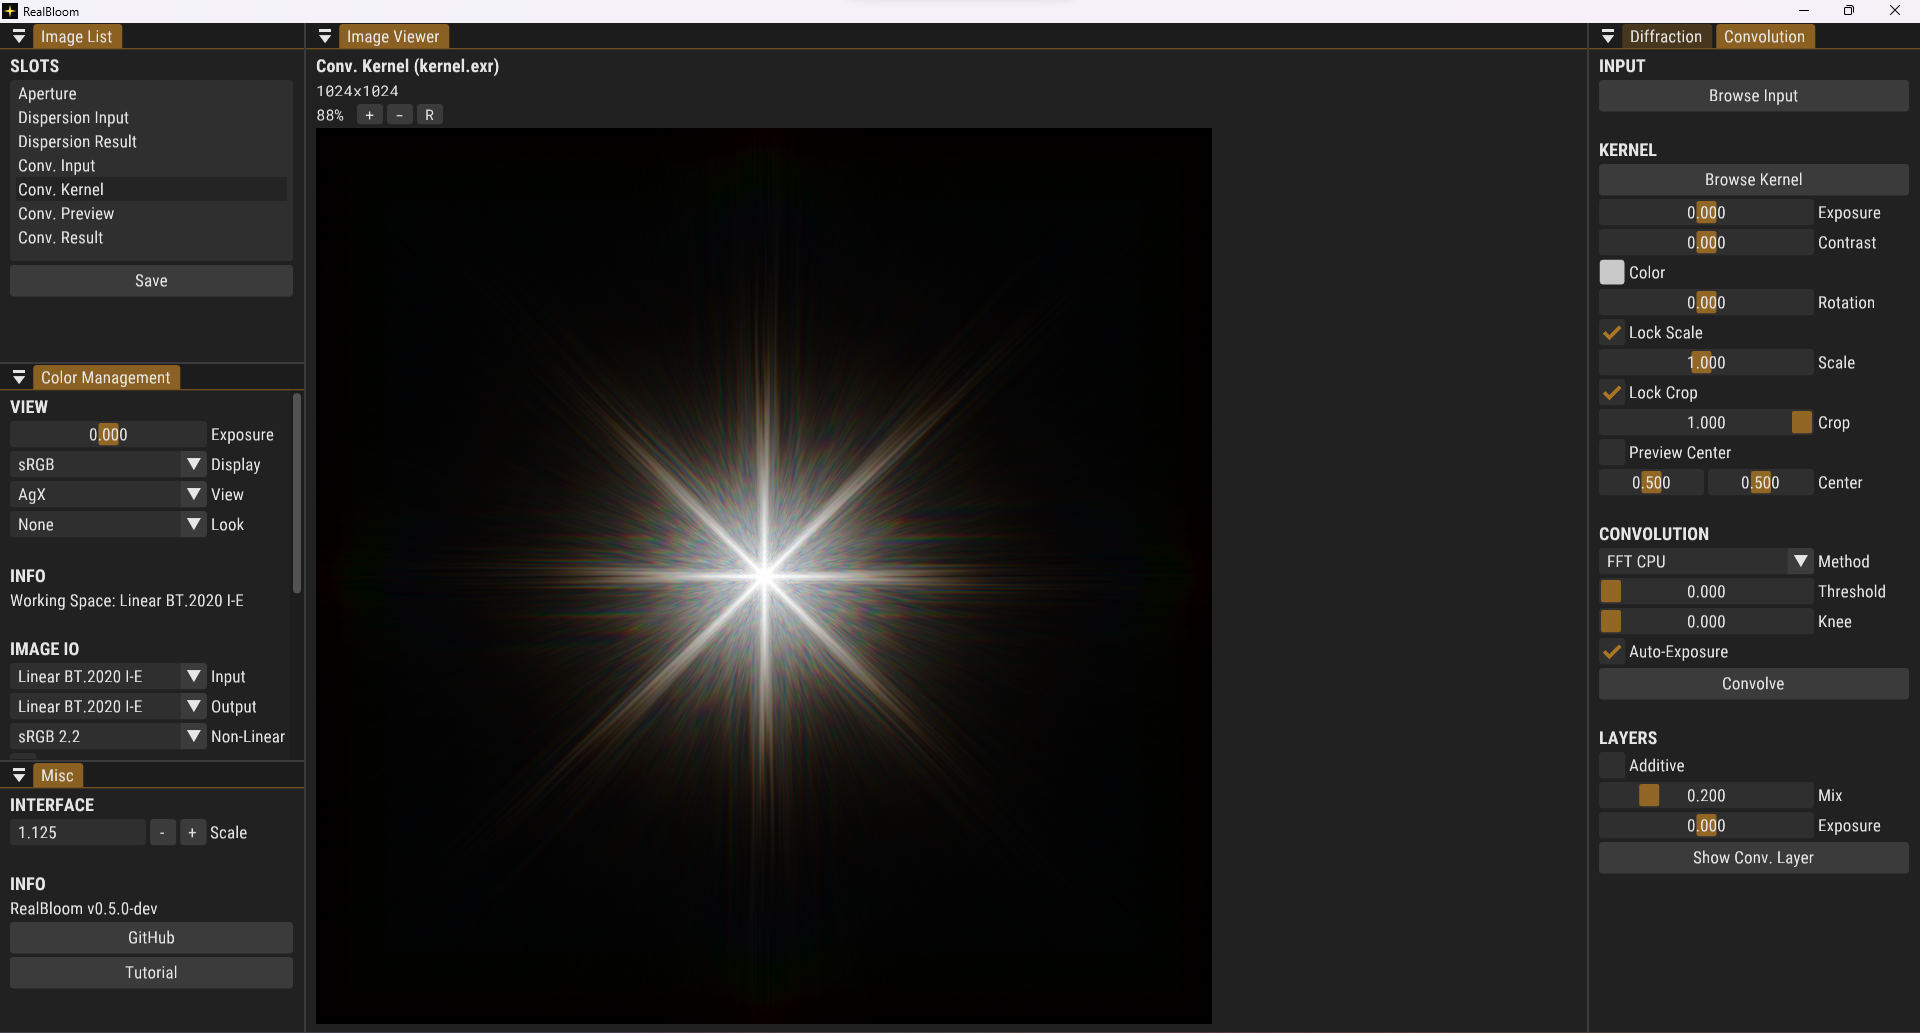 RealBloom
Image List
SLOTS
Aperture
Dispersion Input
Dispersion Result
Conv. Input
Conv. Kernel
Conv. Preview
Conv. Result
Save
Color Management
VIEW
0.000 Exposure
sRGB Display
AgX View
None Look
INFO
Working Space: Linear BT.2020 I-E
IMAGE IO
Linear BT.2020 I-E Input
Linear BT.2020 I-E Output
sRGB 2.2 Non-Linear
Misc
INTERFACE
1.125 - + Scale
INFO
RealBloom v0.5.0-dev
GitHub
Tutorial
Image Viewer
Conv. Kernel (kernel.exr)
1024x1024
88% + - R
Diffraction Convolution
INPUT
Browse Input
KERNEL
Browse Kernel
0.000 Exposure
0.000 Contrast
Color
0.000 Rotation
Lock Scale
1.000 Scale
Lock Crop
1.000 Crop
Preview Center
0.500 0.500 Center
CONVOLUTION
FFT CPU Method
0.000 Threshold
0.000 Knee
Auto-Exposure
Convolve
LAYERS
Additive
0.200 Mix
0.000 Exposure
Show Conv. Layer